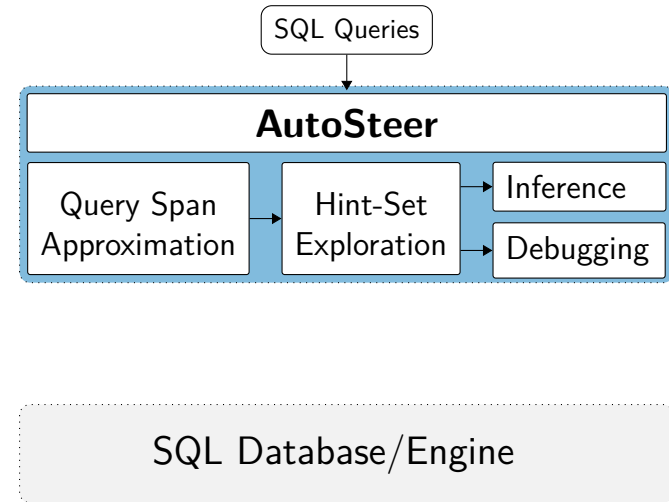 SQL Queries
AutoSteer
Query Span
Approximation
Hint-Set
Exploration
Inference
Debugging
SQL Database/Engine